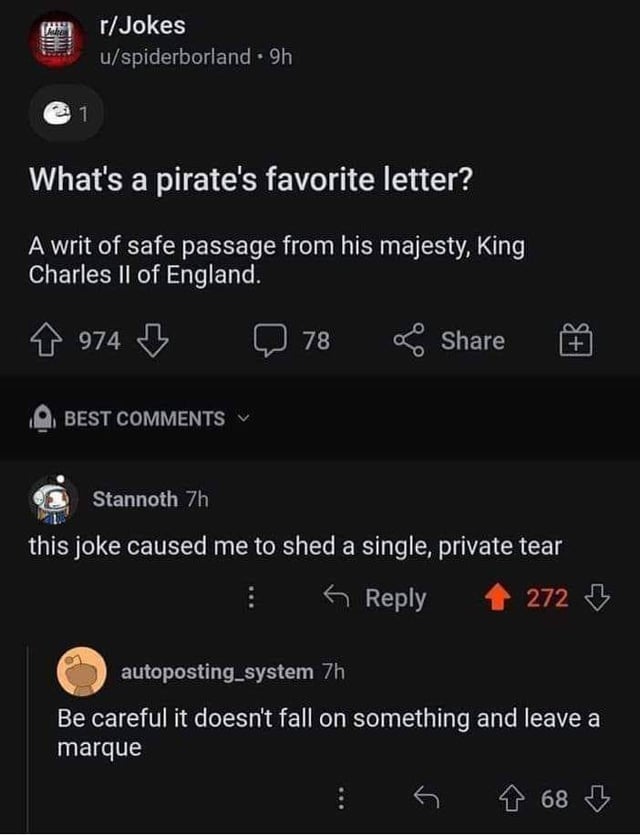 r/Jokes
u/spiderborland • 9h
1
What's a pirate's favorite letter?
A writ of safe passage from his majesty, King
Charles II of England.
974 78 Share
BEST COMMENTS
Stannoth 7h
this joke caused me to shed a single, private tear
Reply 272
autoposting_system 7h
Be careful it doesn't fall on something and leave a
marque
68